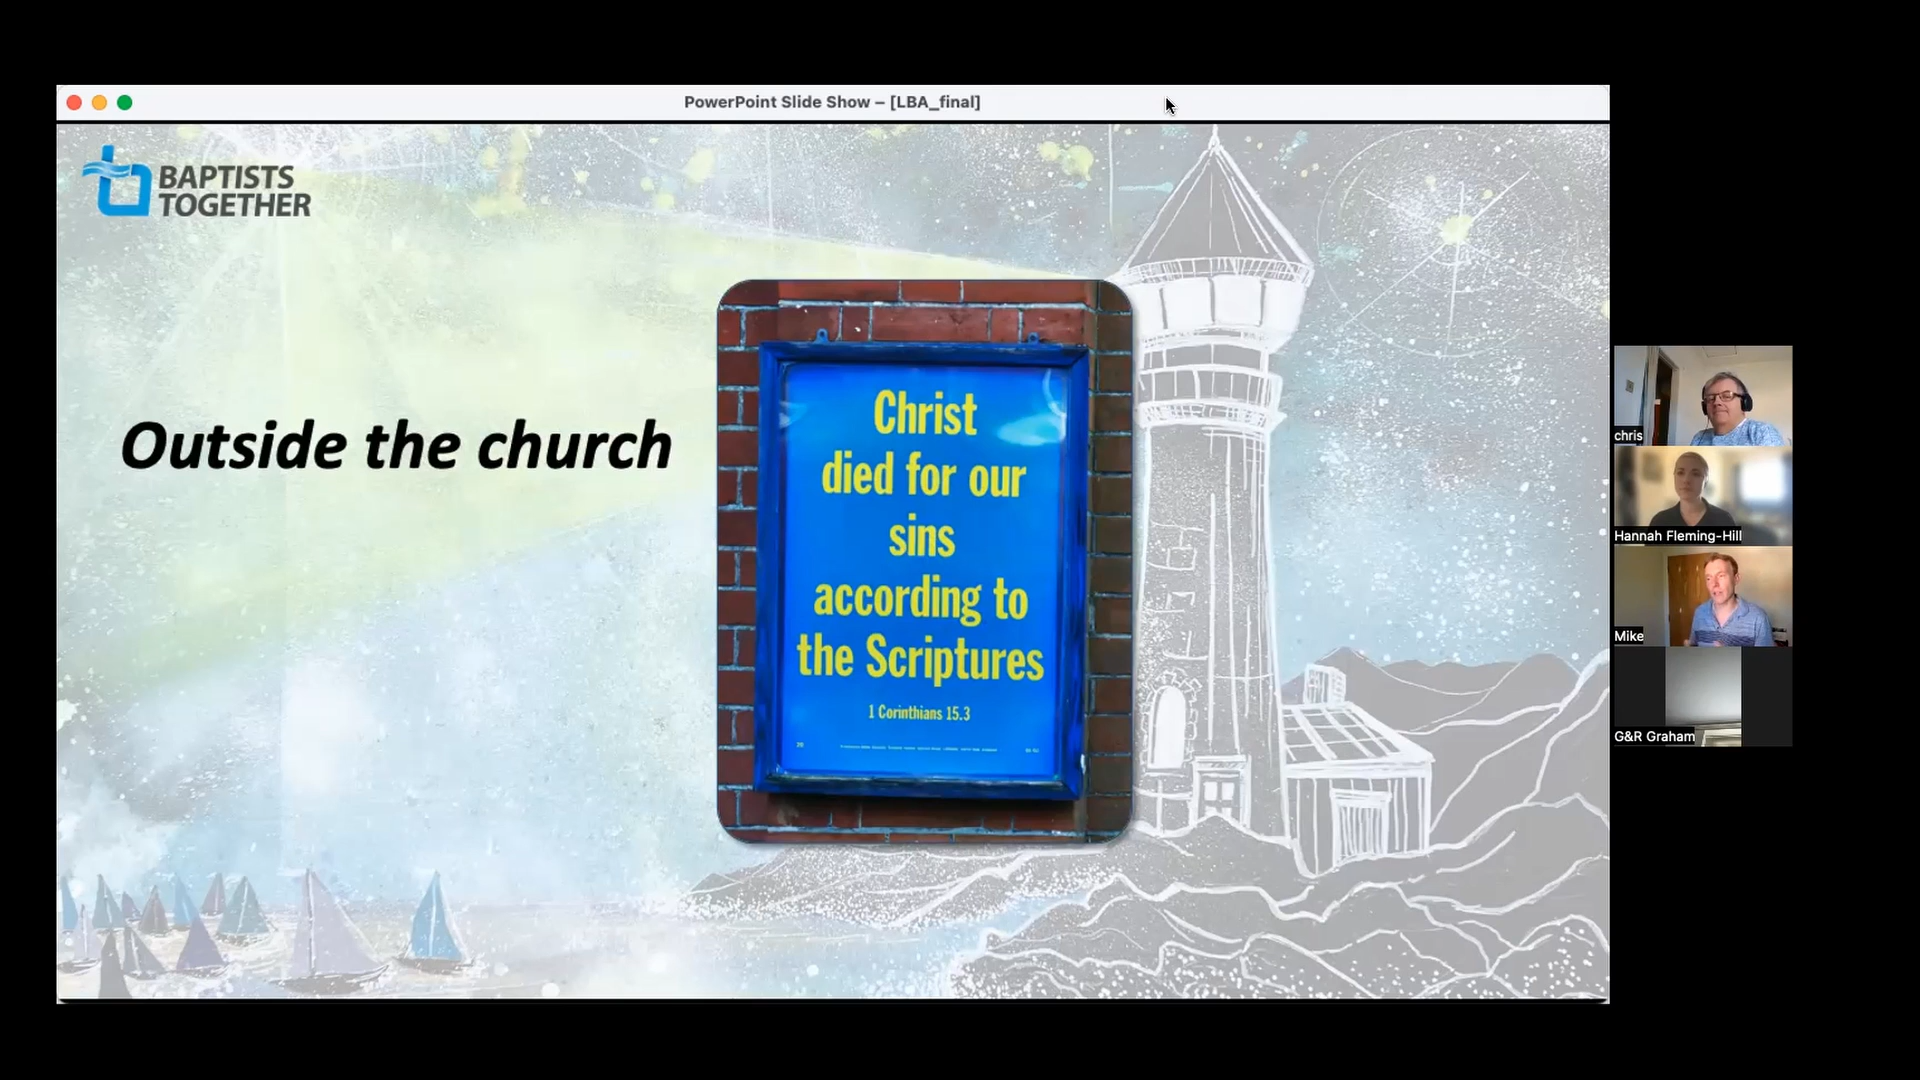 PowerPoint Slide Show – [LBA_final]
BAPTISTS
TOGETHER
Outside the church
Christ
died for our
sins
according to
the Scriptures
1 Corinthians 15.3
chris
Hannah Fleming-Hill
Mike
G&R Graham